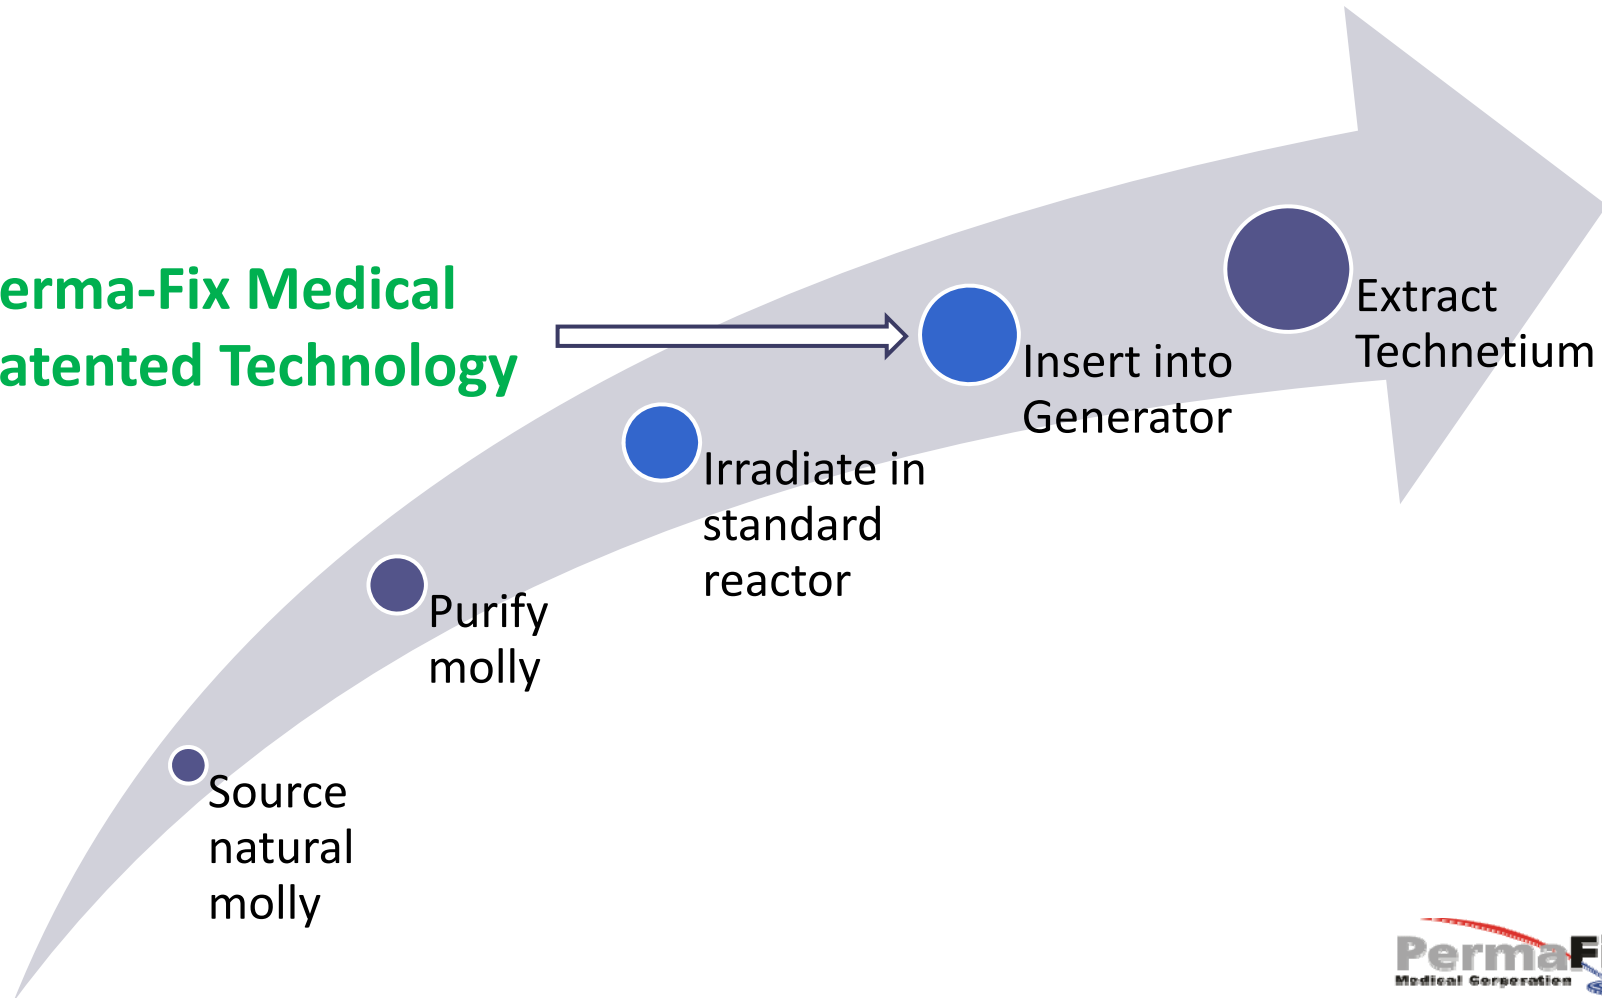 erma-Fix Medical
atented Technology
Extract
Technetium
Insert into
Generator
Irradiate in
standard
reactor
Purify
molly
Source
natural
molly
PermaF
Medical Corporation